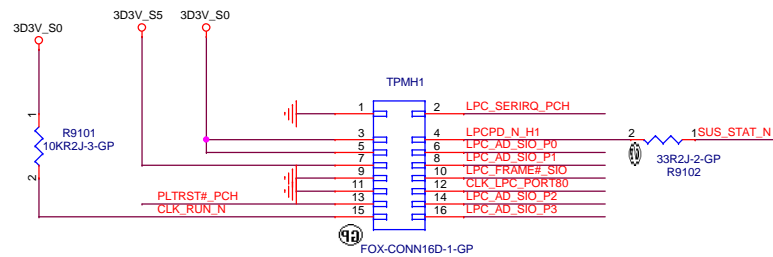 3D3V_S0
3D3V_S5
3D3V_S0
TPMH1
1
2
LPC_SERIRQ_PCH
1
R9101
10KR2J-3-GP
2
3
4
LPCPD_N_H1
2
1
SUS_STAT_N
33R2J-2-GP
R9102
5
6
LPC_AD_SIO_P0
7
8
LPC_AD_SIO_P1
9
10
LPC_FRAME#_SIO
11
12
CLK_LPC_PORT80
PLTRST#_PCH
13
14
LPC_AD_SIO_P2
CLK_RUN_N
15
16
LPC_AD_SIO_P3
GP
GP
FOX-CONN16D-1-GP